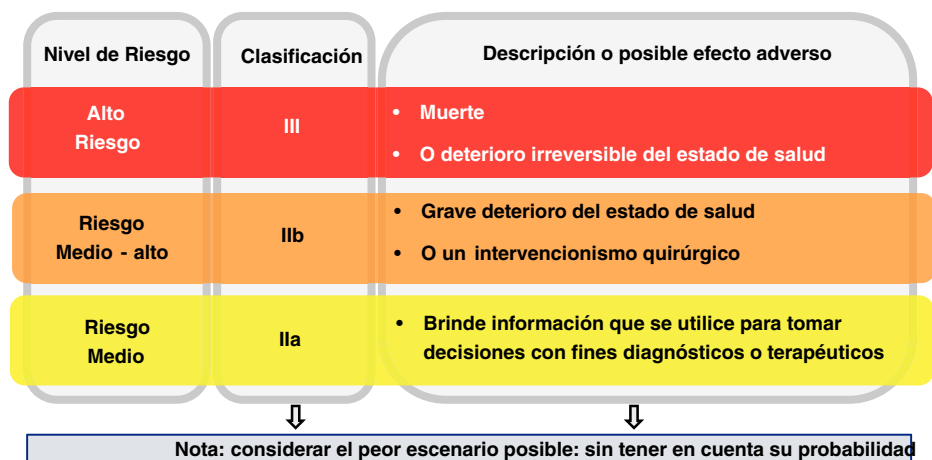 Nivel de Riesgo
Clasificación
Descripción o posible efecto adverso
Alto
Riesgo
III
• Muerte
• O deterioro irreversible del estado de salud
Riesgo
Medio - alto
IIb
• Grave deterioro del estado de salud
• O un intervencionismo quirúrgico
Riesgo
Medio
IIa
• Brinde información que se utilice para tomar
decisiones con fines diagnósticos o terapéuticos
Nota: considerar el peor escenario posible: sin tener en cuenta su probabilidad